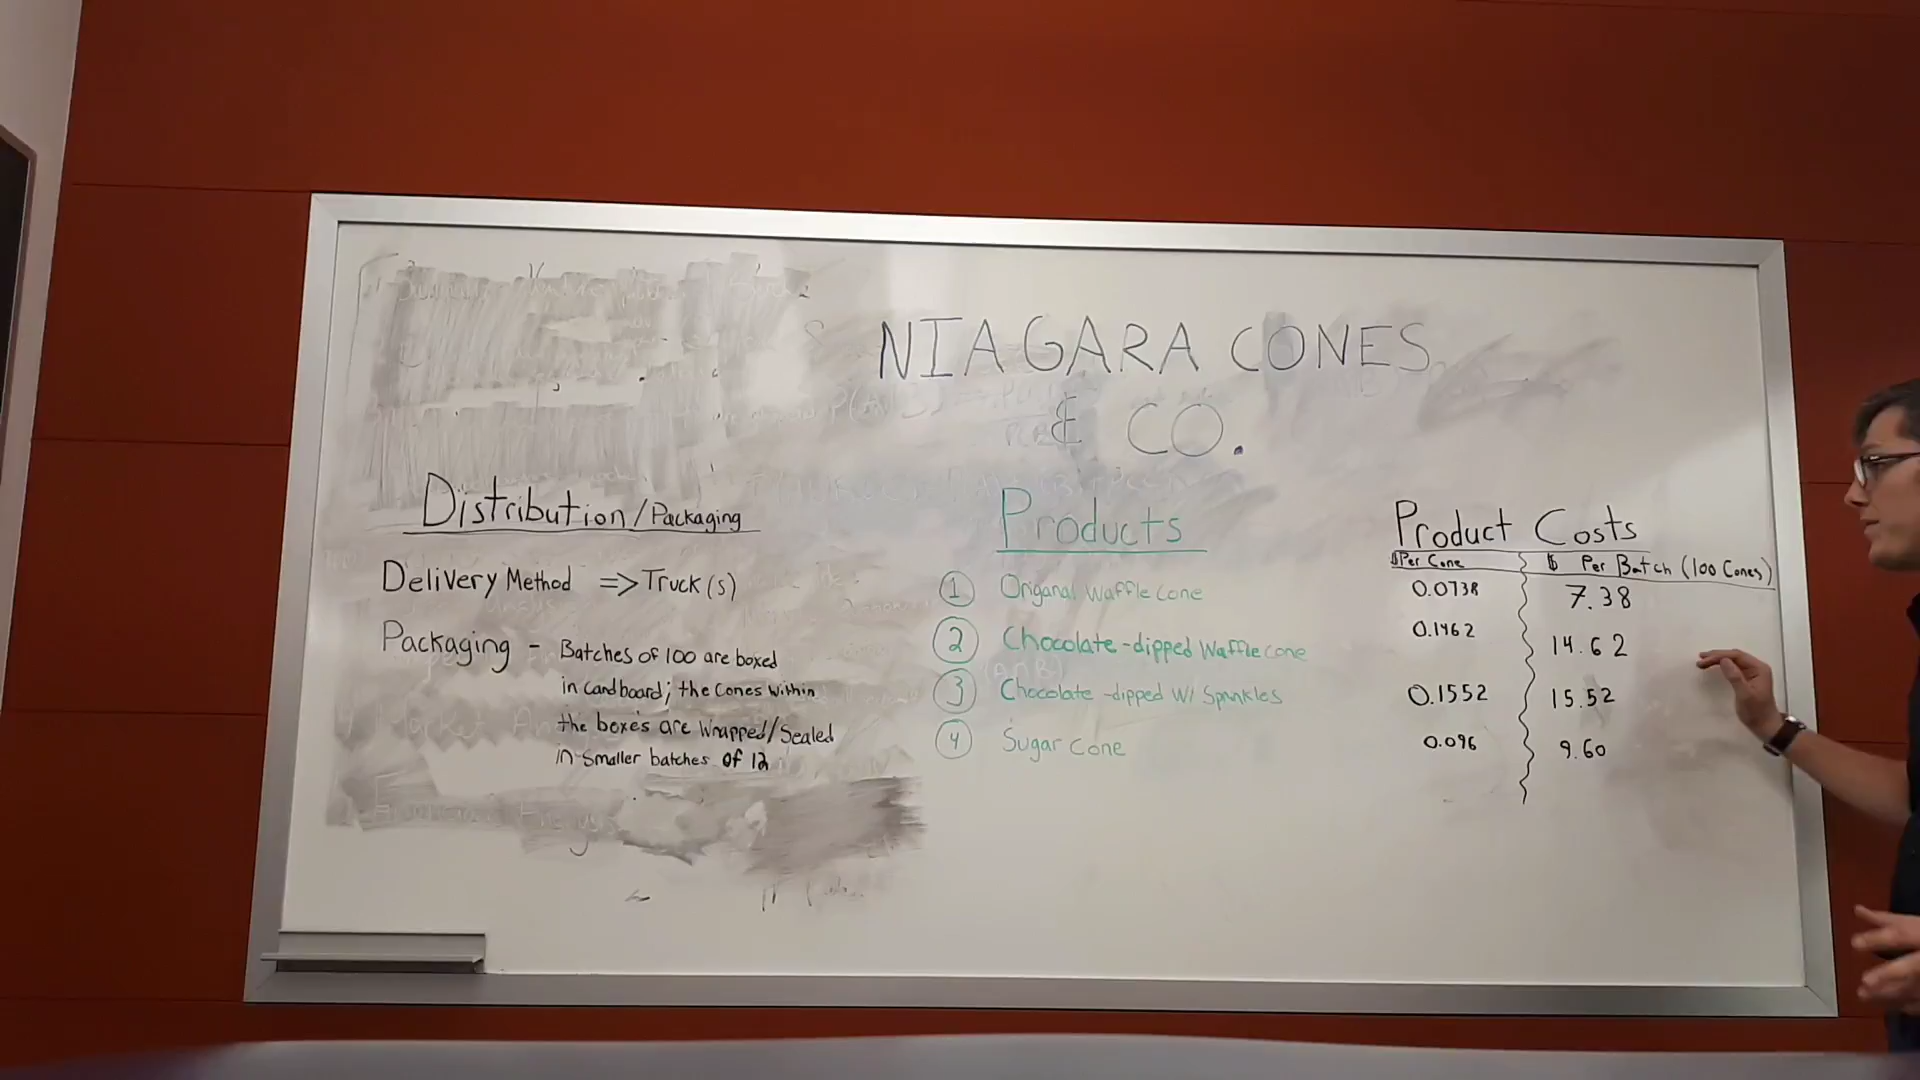 NIAGARA CONES
& CO.
Distribution/Packaging
Delivery Method => Truck(s)
Packaging - Batches of 100 are boxed
in cardboard; the Cones within
the boxes are wrapped/Sealed
in smaller batches of 12
Products
1 Origanal Waffle Cone
2 Chocolate-dipped Waffle cone
3 Chocolate-dipped W/ Sprinkles
4 Sugar Cone
Product Costs
$Per Cone $ Per Batch (100 Cones)
0.0738 7.38
0.1462 14.62
0.1552 15.52
0.096 9.60